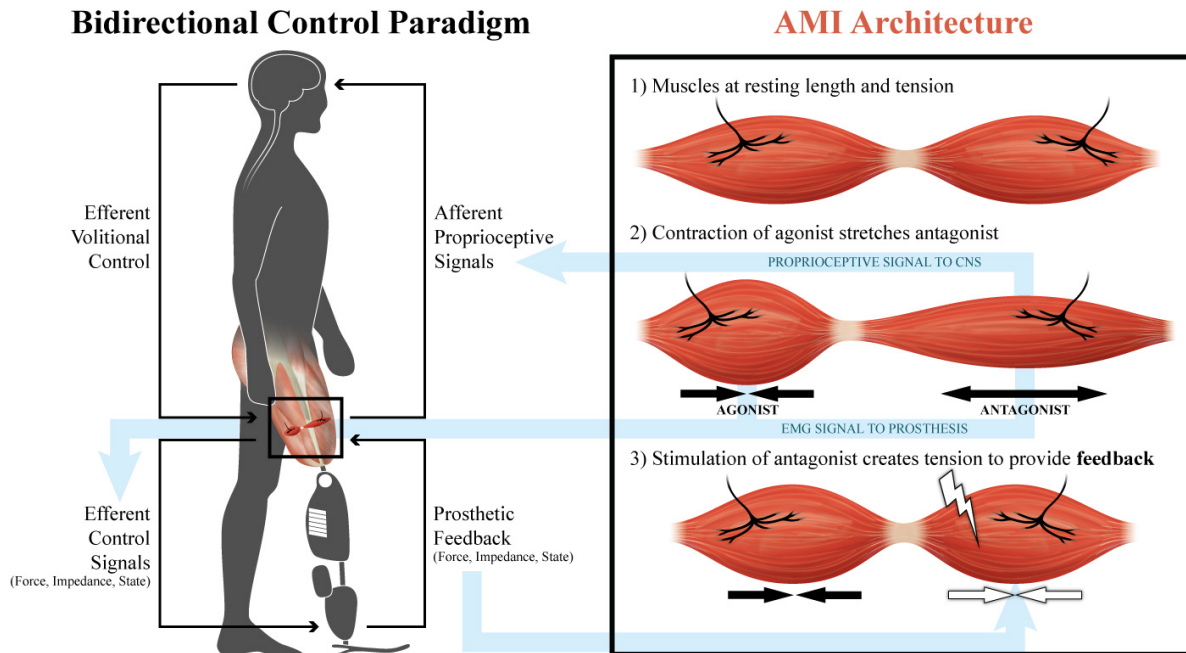 Bidirectional Control Paradigm
Efferent
Volitional
Control
Afferent
Proprioceptive
Signals
Efferent
Control
Signals
(Force, Impedance, State)
Prosthetic
Feedback
(Force, Impedance, State)
AMI Architecture
1) Muscles at resting length and tension
2) Contraction of agonist stretches antagonist
PROPRIOCEPTIVE SIGNAL TO CNS
AGONIST
ANTAGONIST
EMG SIGNAL TO PROSTHESIS
3) Stimulation of antagonist creates tension to provide feedback